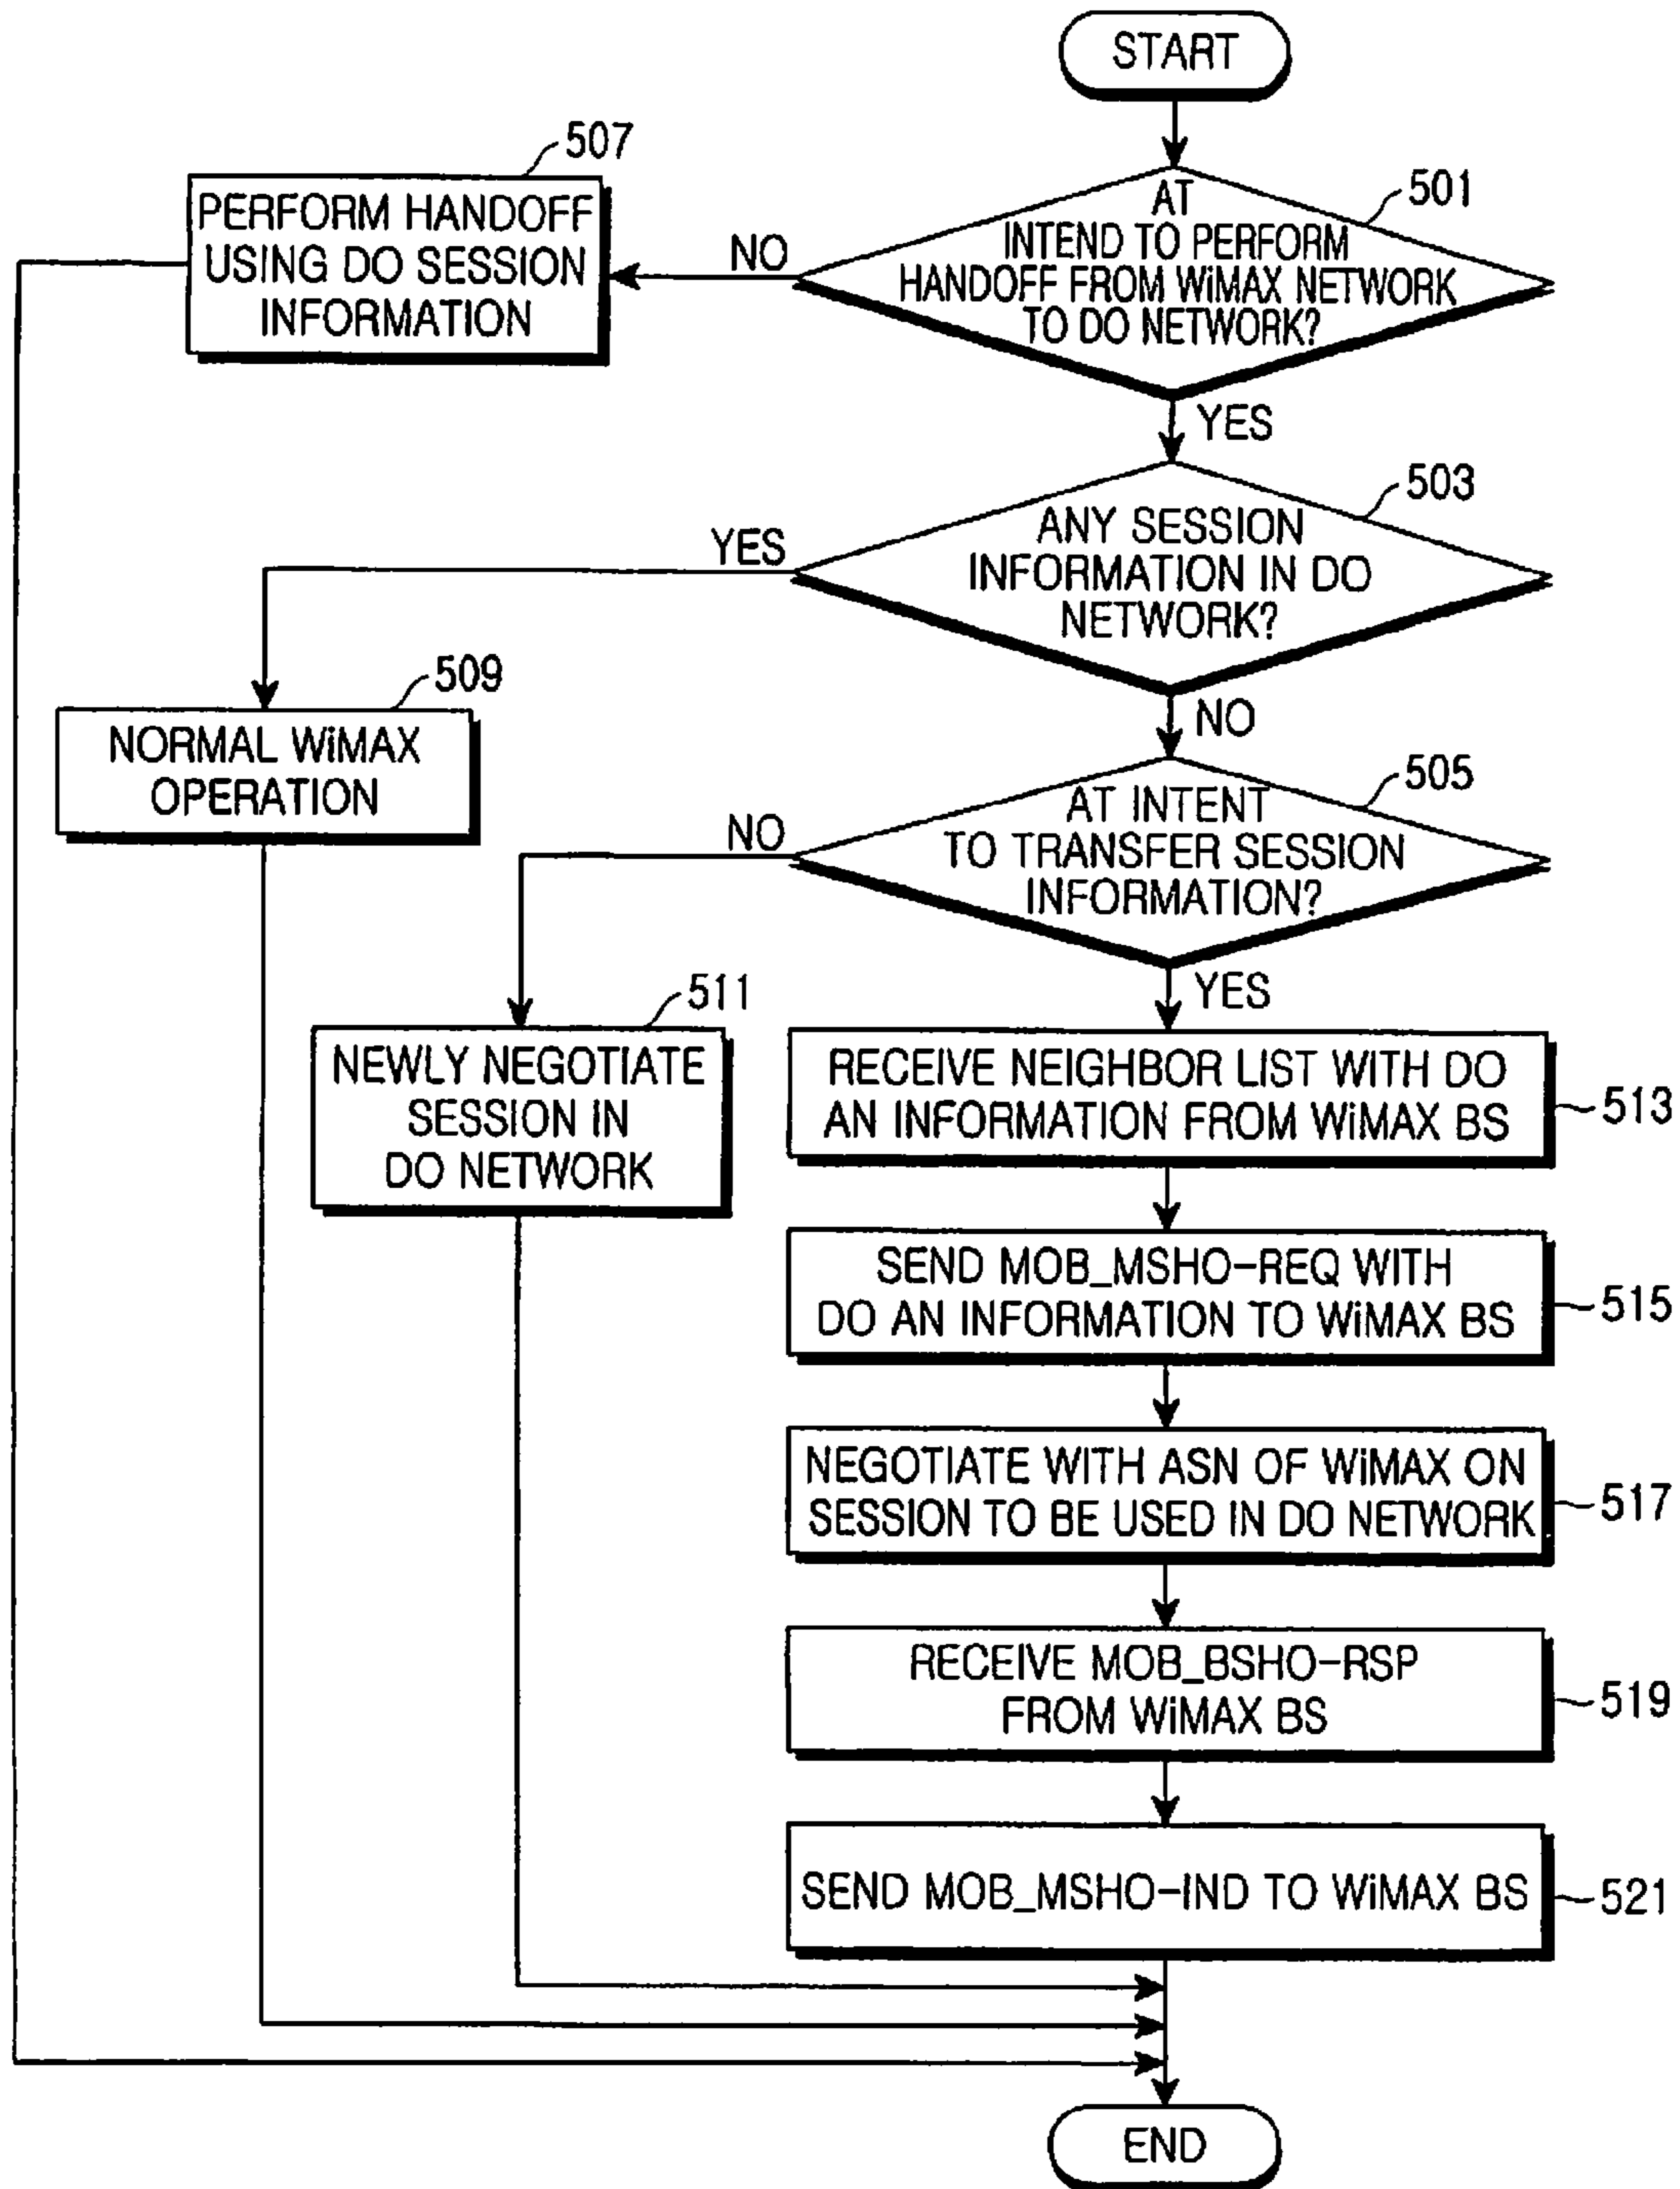 START
501
AT
INTEND TO PERFORM
HANDOFF FROM WiMAX NETWORK
TO DO NETWORK?
NO
507
PERFORM HANDOFF
USING DO SESSION
INFORMATION
YES
503
ANY SESSION
INFORMATION IN DO
NETWORK?
YES
509
NORMAL WiMAX
OPERATION
NO
505
AT INTENT
TO TRANSFER SESSION
INFORMATION?
NO
511
NEWLY NEGOTIATE
SESSION IN
DO NETWORK
YES
RECEIVE NEIGHBOR LIST WITH DO
AN INFORMATION FROM WiMAX BS
513
SEND MOB_MSHO-REQ WITH
DO AN INFORMATION TO WiMAX BS
515
NEGOTIATE WITH ASN OF WiMAX ON
SESSION TO BE USED IN DO NETWORK
517
RECEIVE MOB_BSHO-RSP
FROM WiMAX BS
519
SEND MOB_MSHO-IND TO WiMAX BS
521
END